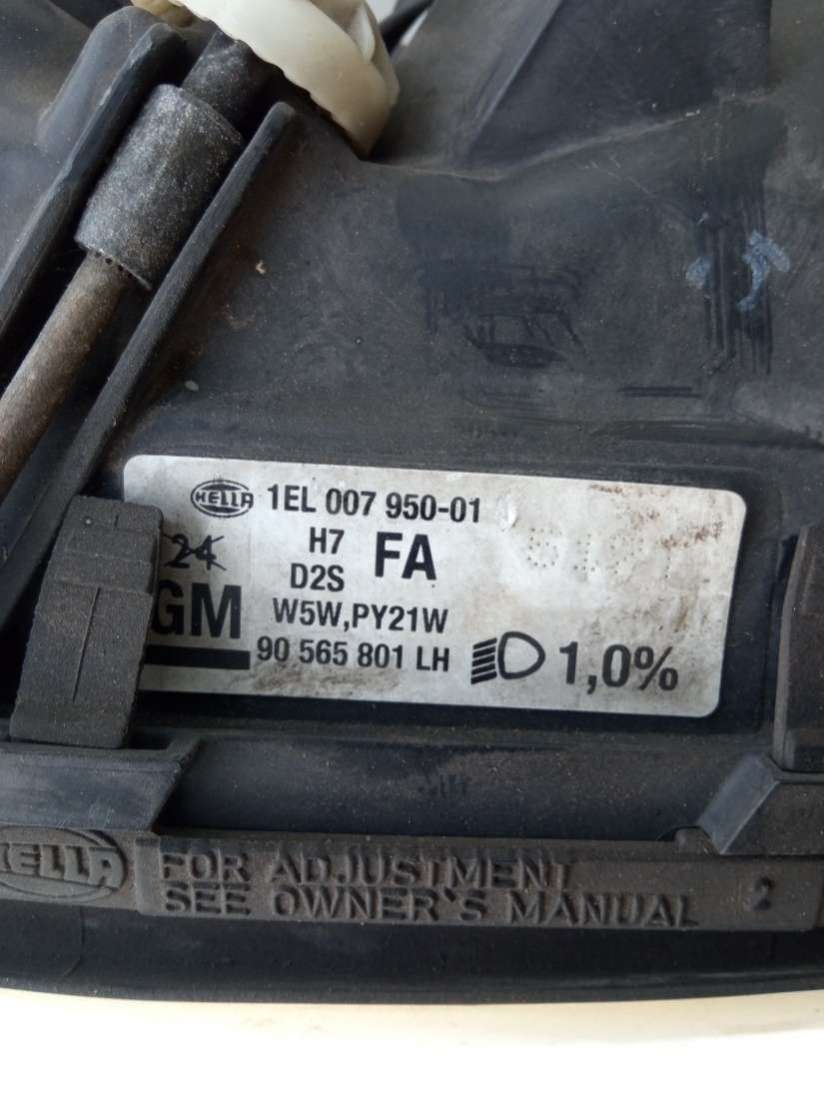 HELLA 1EL 007 950-01
24 H7 FA
D2S
GM W5W,PY21W
90 565 801 LH 1,0%
HELLA FOR ADJUSTMENT
SEE OWNER'S MANUAL 2